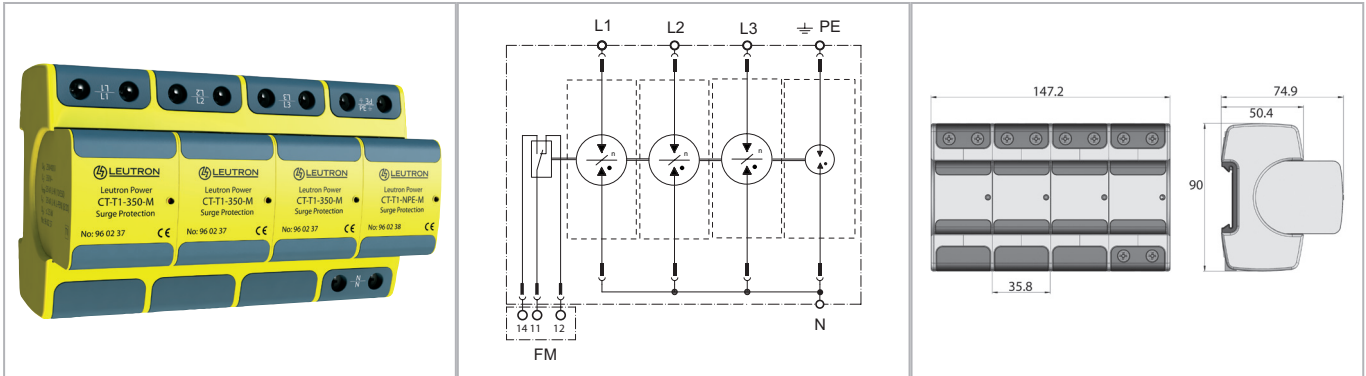 L1
L1
L2
L2
L3
L3
PE
PE
LEUTRON
Leutron Power
CT-T1-350-M
Surge Protection
No: 96 02 37 CE
LEUTRON
Leutron Power
CT-T1-350-M
Surge Protection
No: 96 02 37 CE
LEUTRON
Leutron Power
CT-T1-350-M
Surge Protection
No: 96 02 37 CE
LEUTRON
Leutron Power
CT-T1-NPE-M
Surge Protection
No: 96 02 38 CE
N
N
L1 L2 L3 PE
n n n
14 11 12
FM
N
147.2
35.8
74.9
50.4
90